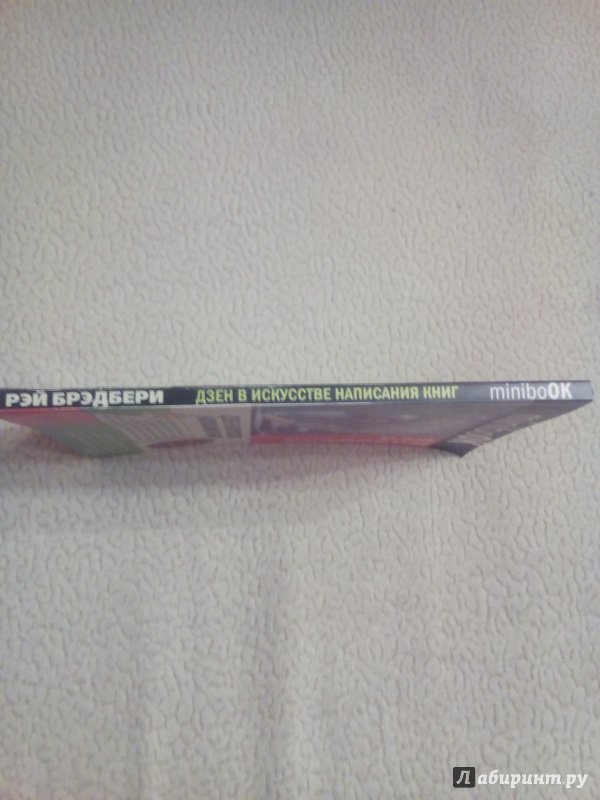 РЭЙ БРЭДБЕРИ ДЗЕН В ИСКУССТВЕ НАПИСАНИЯ КНИГ miniboOK
Лабиринт.ру